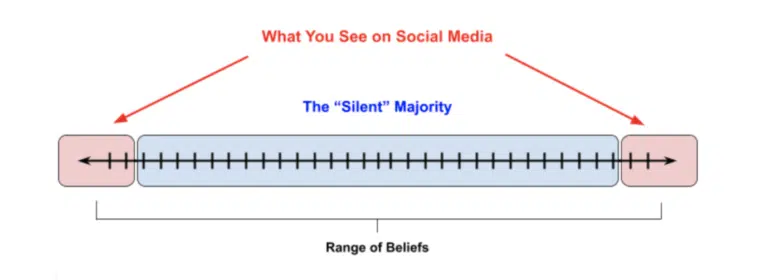 What You See on Social Media
The “Silent” Majority
Range of Beliefs